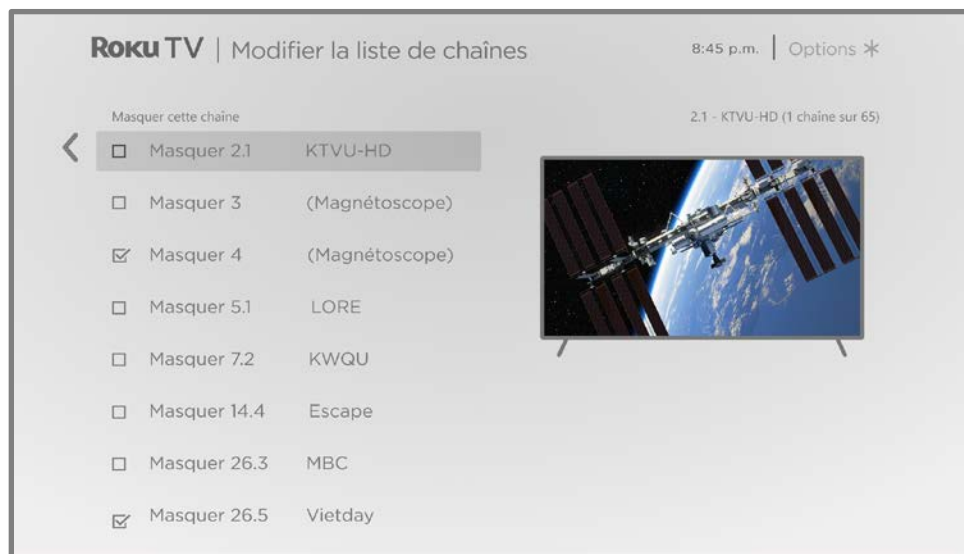 Roku TV | Modifier la liste de chaînes
8:45 p.m. | Options ✱
Masquer cette chaîne
2.1 - KTVU-HD (1 chaîne sur 65)
Masquer 2.1 KTVU-HD
Masquer 3 (Magnétoscope)
Masquer 4 (Magnétoscope)
Masquer 5.1 LORE
Masquer 7.2 KWQU
Masquer 14.4 Escape
Masquer 26.3 MBC
Masquer 26.5 Vietday